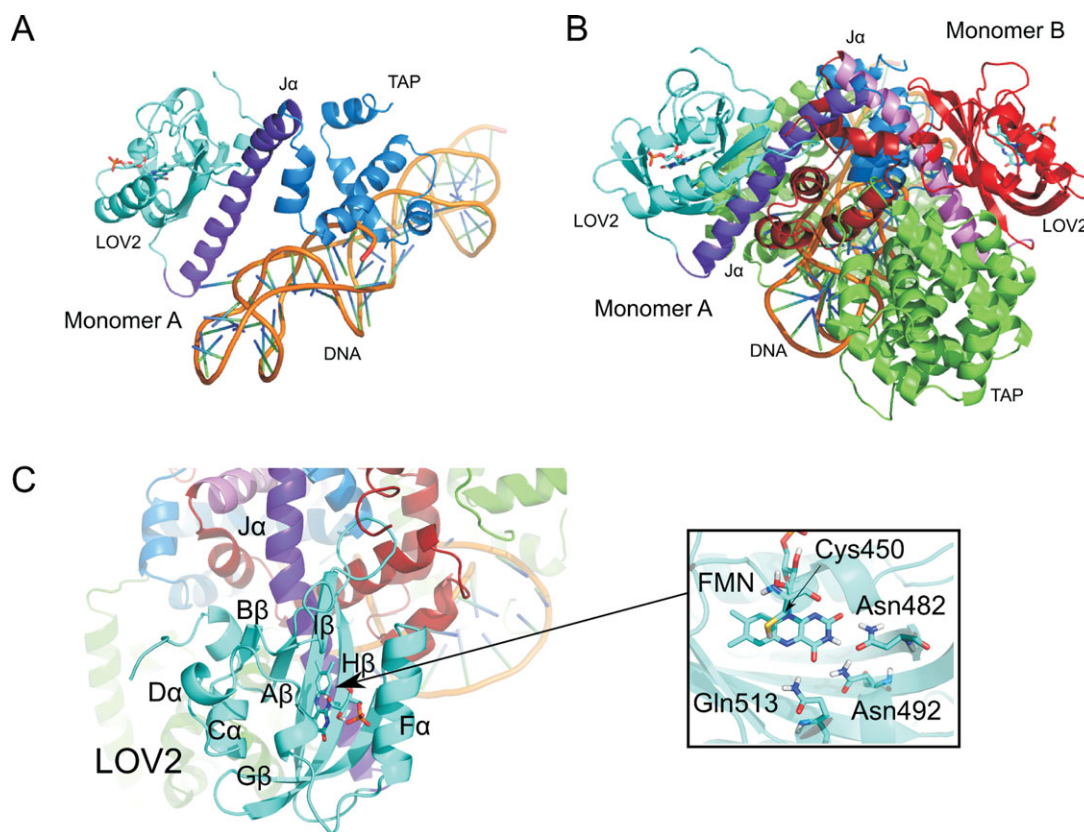 A
Jα
TAP
LOV2
Monomer A
DNA
B
Jα
Monomer B
LOV2
LOV2
Jα
Monomer A
DNA
TAP
C
Jα
Bβ
Iβ
Hβ
Dα
Aβ
Cα
Fα
LOV2
Gβ
Cys450
FMN
Asn482
Gln513
Asn492